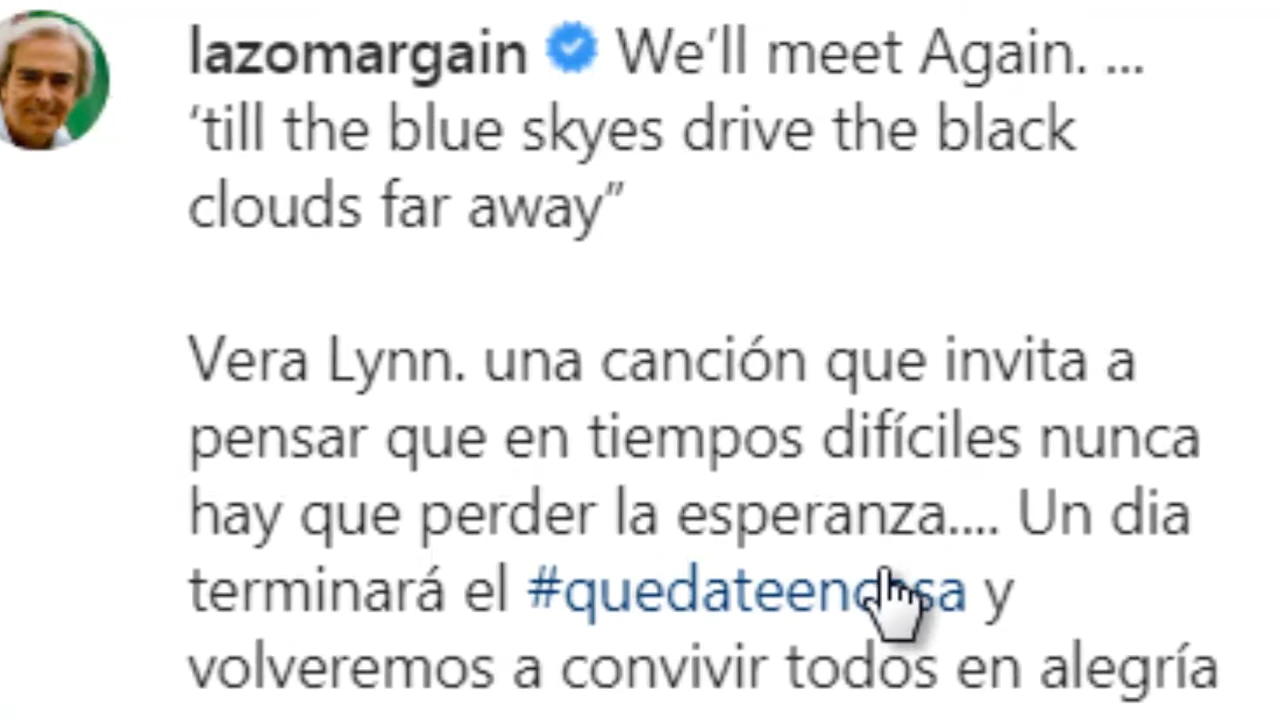 lazomargain We’ll meet Again. ...
‘till the blue skyes drive the black
clouds far away”
Vera Lynn. una canción que invita a
pensar que en tiempos difíciles nunca
hay que perder la esperanza.... Un dia
terminará el #quedateencasa y
volveremos a convivir todos en alegría